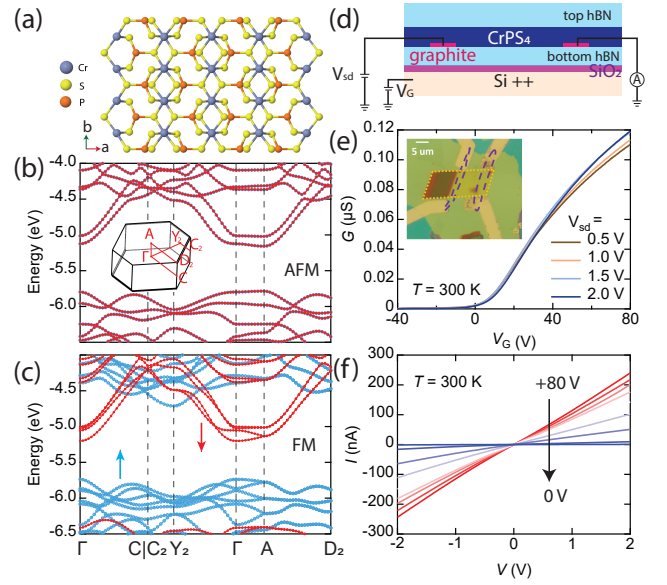 (a)
Cr
S
P
b
a
(b)
-4.0
-4.5
-5.0
-5.5
-6.0
Energy (eV)
A
Y₂
C₂
Γ
D₂
C
AFM
(c)
-4.5
-5.0
-5.5
-6.0
-6.5
Energy (eV)
FM
Γ C|C₂ Y₂ Γ A D₂
(d)
top hBN
CrPS₄
graphite
bottom hBN
SiO₂
Si ++
Vsd
VG
A
(e)
0.12
0.10
0.08
0.06
0.04
0.02
0
G (µS)
5 um
Vsd =
0.5 V
1.0 V
1.5 V
2.0 V
T = 300 K
-40 0 40 80
VG (V)
(f)
300
200
100
0
-100
-200
-300
I (nA)
T = 300 K
+80 V
0 V
-2 -1 0 1 2
V (V)